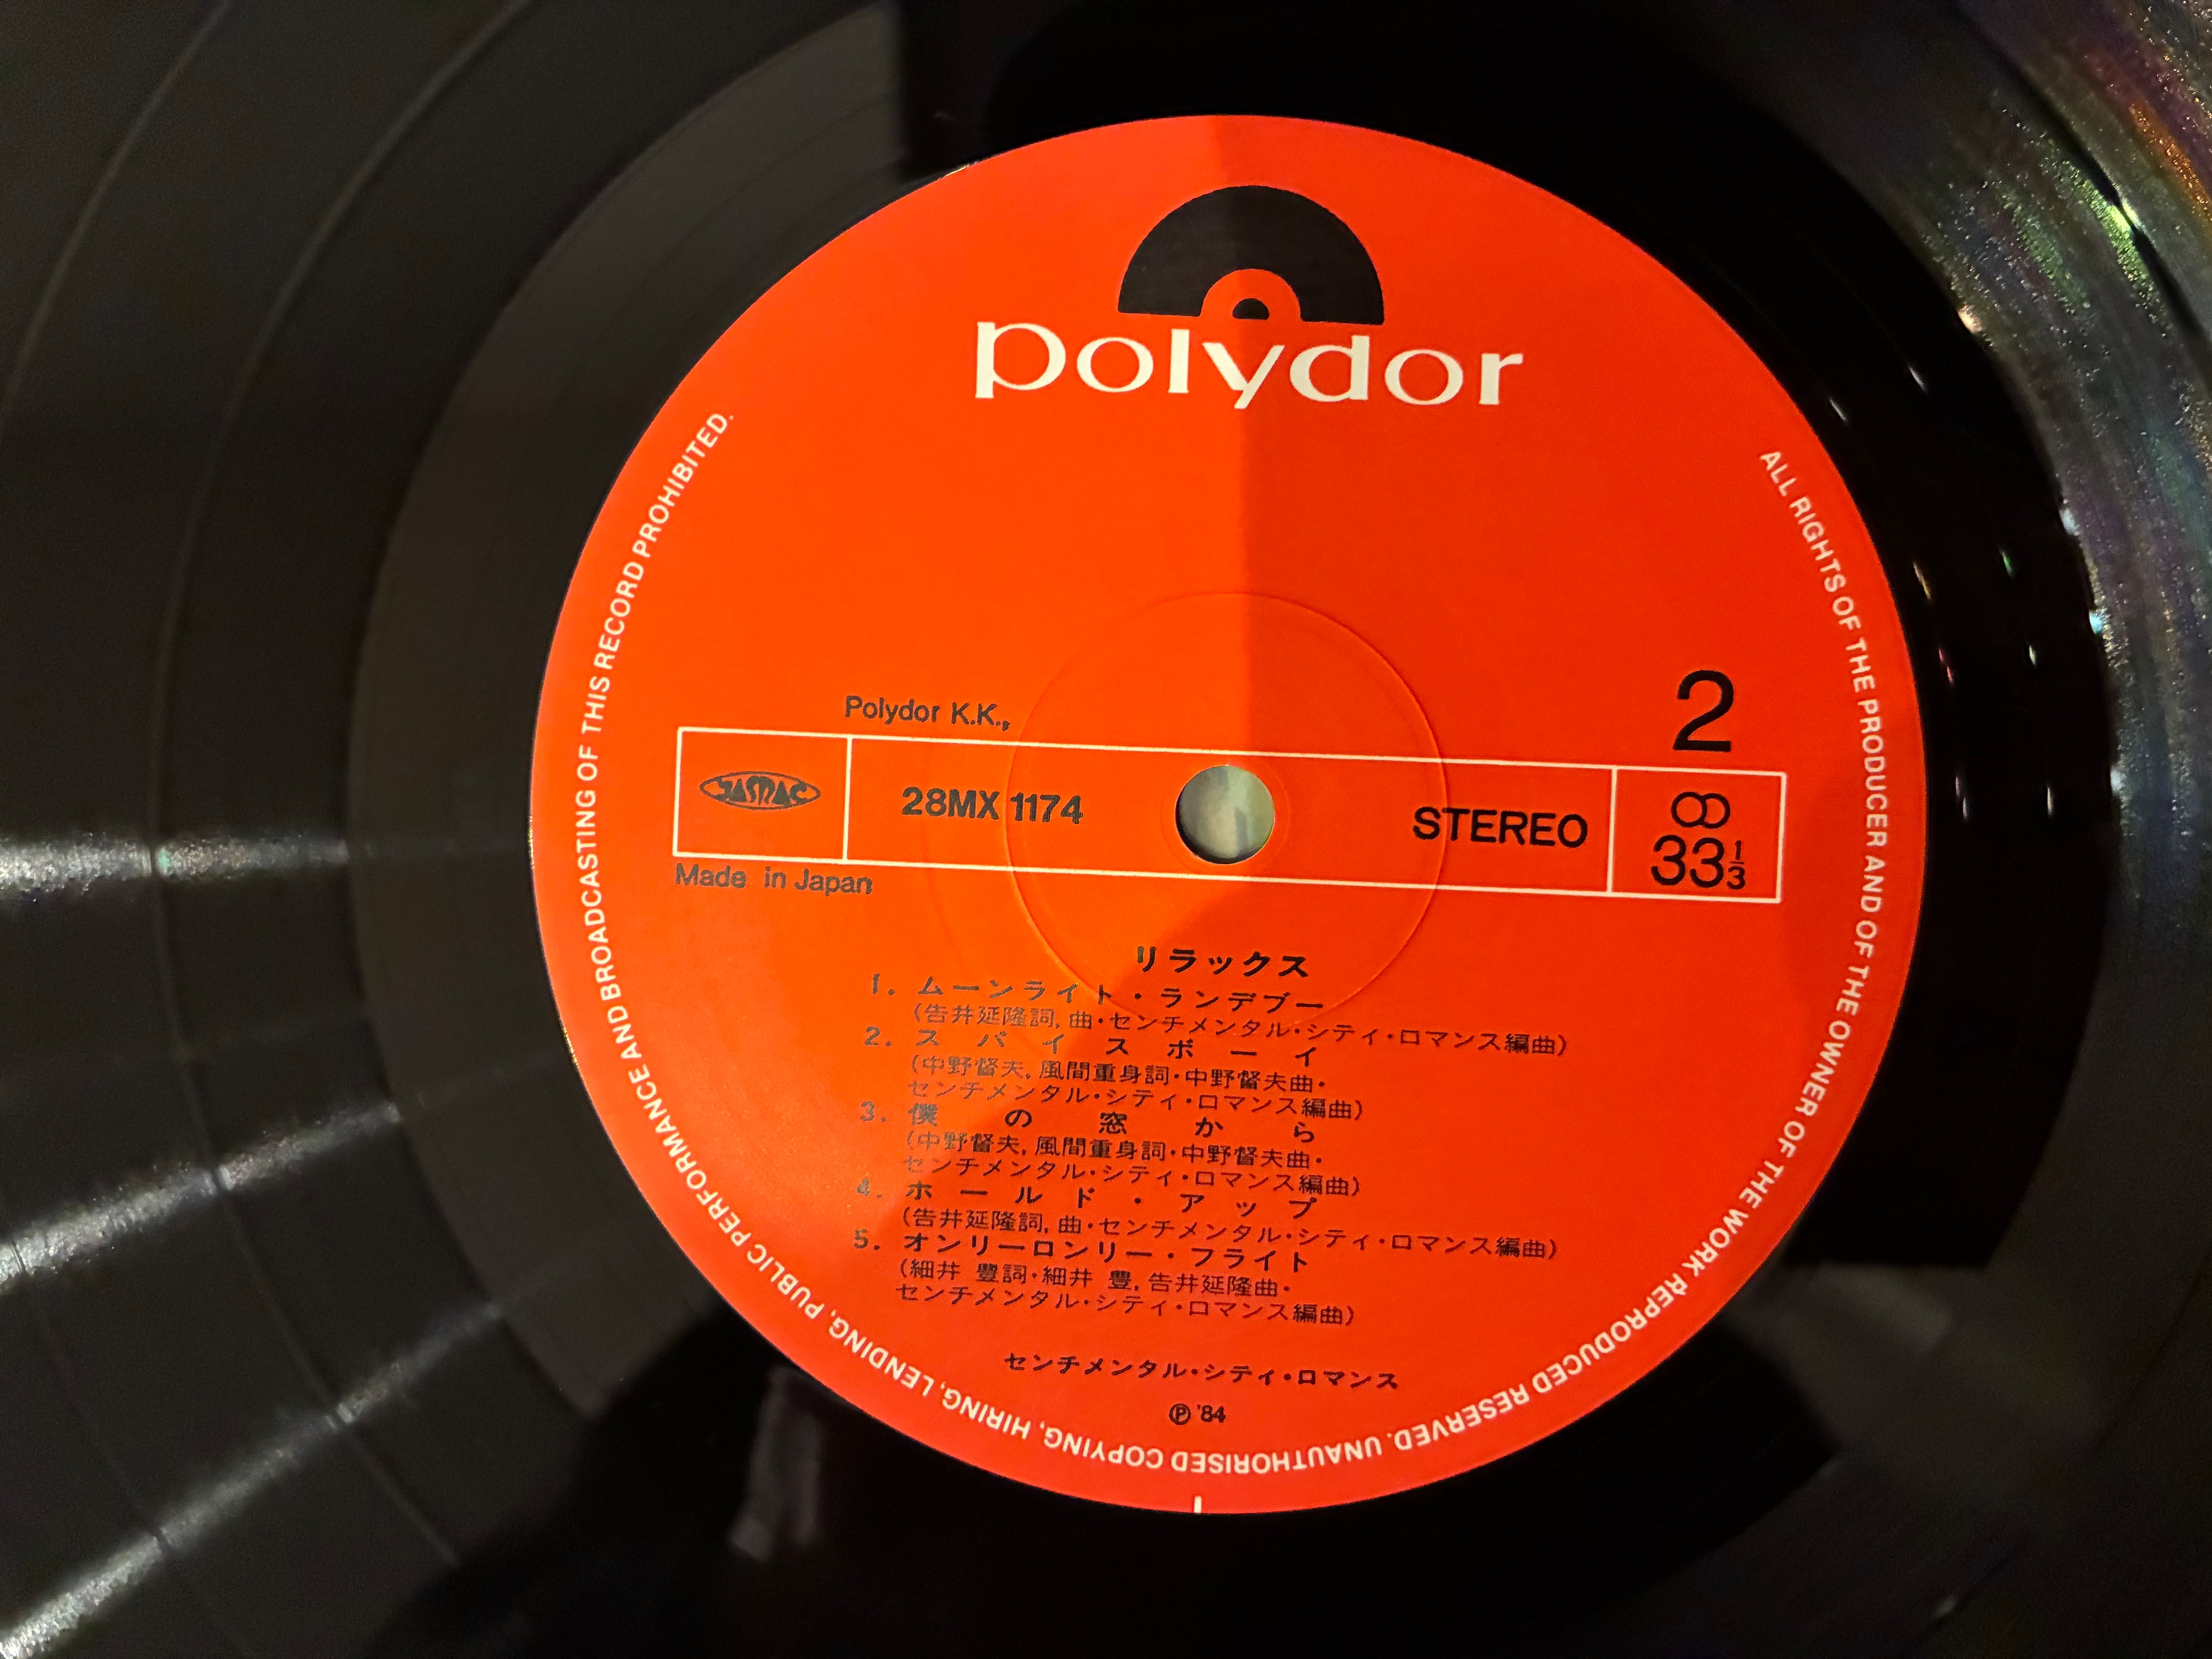 polydor
Polydor K.K.,
2
JASRAC
28MX 1174
STEREO
33 1/3
Made in Japan
リラックス
1. ムーンライト・ランデブー
(告井延隆詞, 曲・センチメンタル・シティ・ロマンス編曲)
2. スパイスボーイ
(中野督夫, 風間重身詞・中野督夫曲・
センチメンタル・シティ・ロマンス編曲)
3. 僕の窓から
(中野督夫, 風間重身詞・中野督夫曲・
センチメンタル・シティ・ロマンス編曲)
4. ホールド・アップ
(告井延隆詞, 曲・センチメンタル・シティ・ロマンス編曲)
5. オンリーロンリー・フライト
(細井 豊詞・細井 豊, 告井延隆曲・
センチメンタル・シティ・ロマンス編曲)
センチメンタル・シティ・ロマンス
Ⓟ '84
ALL RIGHTS OF THE PRODUCER AND OF THE OWNER OF THE WORK REPRODUCED RESERVED. UNAUTHORISED COPYING, HIRING, LENDING, PUBLIC PERFORMANCE AND BROADCASTING OF THIS RECORD PROHIBITED.